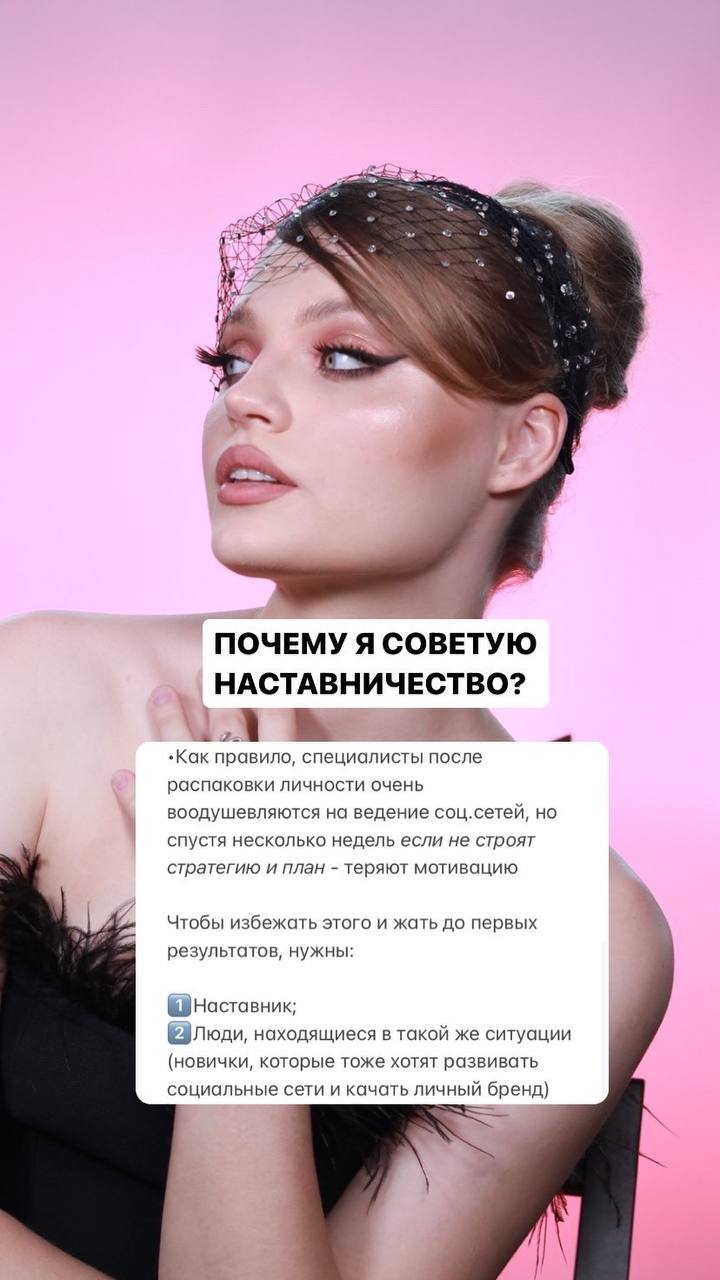 ПОЧЕМУ Я СОВЕТУЮ
НАСТАВНИЧЕСТВО?
•Как правило, специалисты после
распаковки личности очень
воодушевляются на ведение соц.сетей, но
спустя несколько недель если не строят
стратегию и план - теряют мотивацию
Чтобы избежать этого и жать до первых
результатов, нужны:
1️⃣Наставник;
2️⃣Люди, находящиеся в такой же ситуации
(новички, которые тоже хотят развивать
социальные сети и качать личный бренд)